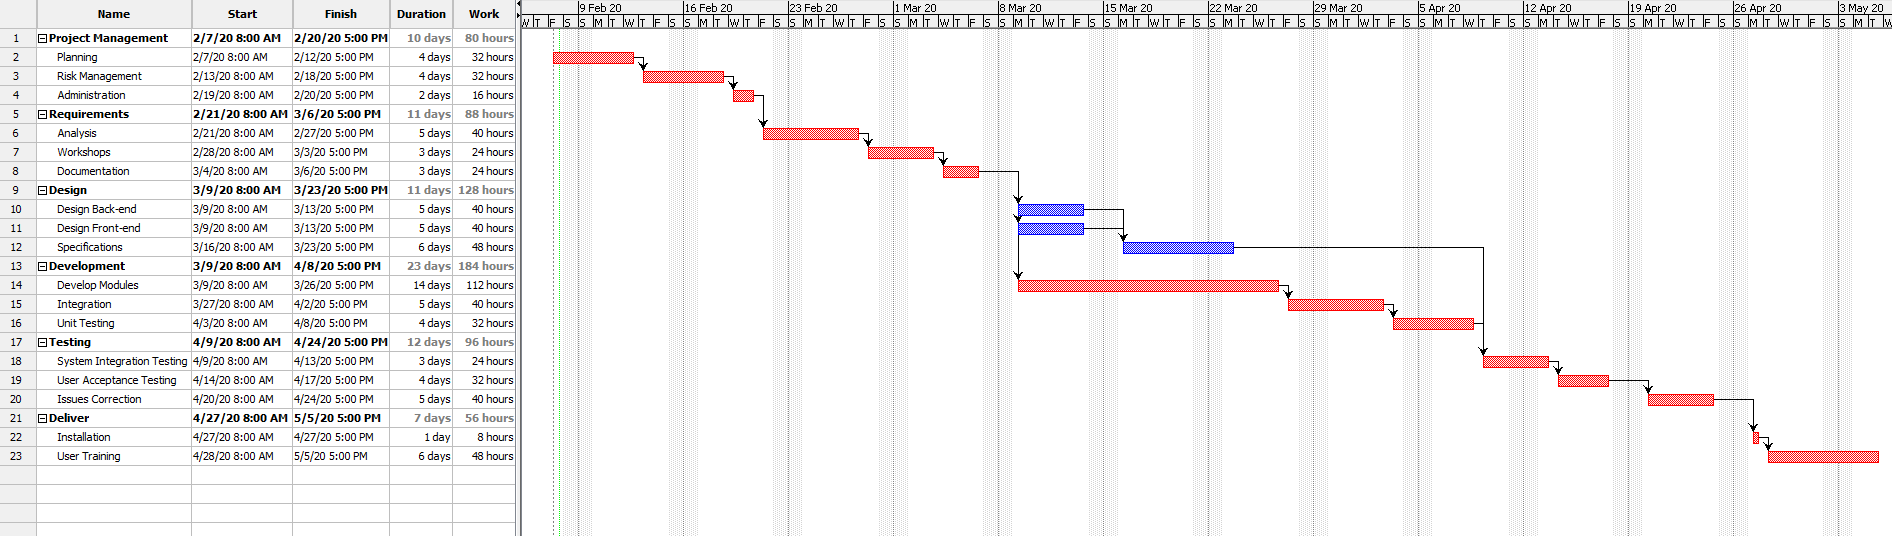 Name Start Finish Duration Work
9 Feb 20 16 Feb 20 23 Feb 20 1 Mar 20 8 Mar 20 15 Mar 20 22 Mar 20 29 Mar 20 5 Apr 20 12 Apr 20 19 Apr 20 26 Apr 20 3 May 20
W T F S S M T W T F S S M T W T F S S M T W T F S S M T W T F S S M T W T F S S M T W T F S S M T W T F S S M T W T F S S M T W T F S S M T W T F S S M T W T F S S M T W T F S S M T W
1 Project Management 2/7/20 8:00 AM 2/20/20 5:00 PM 10 days 80 hours
2 Planning 2/7/20 8:00 AM 2/12/20 5:00 PM 4 days 32 hours
3 Risk Management 2/13/20 8:00 AM 2/18/20 5:00 PM 4 days 32 hours
4 Administration 2/19/20 8:00 AM 2/20/20 5:00 PM 2 days 16 hours
5 Requirements 2/21/20 8:00 AM 3/6/20 5:00 PM 11 days 88 hours
6 Analysis 2/21/20 8:00 AM 2/27/20 5:00 PM 5 days 40 hours
7 Workshops 2/28/20 8:00 AM 3/3/20 5:00 PM 3 days 24 hours
8 Documentation 3/4/20 8:00 AM 3/6/20 5:00 PM 3 days 24 hours
9 Design 3/9/20 8:00 AM 3/23/20 5:00 PM 11 days 128 hours
10 Design Back-end 3/9/20 8:00 AM 3/13/20 5:00 PM 5 days 40 hours
11 Design Front-end 3/9/20 8:00 AM 3/13/20 5:00 PM 5 days 40 hours
12 Specifications 3/16/20 8:00 AM 3/23/20 5:00 PM 6 days 48 hours
13 Development 3/9/20 8:00 AM 4/8/20 5:00 PM 23 days 184 hours
14 Develop Modules 3/9/20 8:00 AM 3/26/20 5:00 PM 14 days 112 hours
15 Integration 3/27/20 8:00 AM 4/2/20 5:00 PM 5 days 40 hours
16 Unit Testing 4/3/20 8:00 AM 4/8/20 5:00 PM 4 days 32 hours
17 Testing 4/9/20 8:00 AM 4/24/20 5:00 PM 12 days 96 hours
18 System Integration Testing 4/9/20 8:00 AM 4/13/20 5:00 PM 3 days 24 hours
19 User Acceptance Testing 4/14/20 8:00 AM 4/17/20 5:00 PM 4 days 32 hours
20 Issues Correction 4/20/20 8:00 AM 4/24/20 5:00 PM 5 days 40 hours
21 Deliver 4/27/20 8:00 AM 5/5/20 5:00 PM 7 days 56 hours
22 Installation 4/27/20 8:00 AM 4/27/20 5:00 PM 1 day 8 hours
23 User Training 4/28/20 8:00 AM 5/5/20 5:00 PM 6 days 48 hours